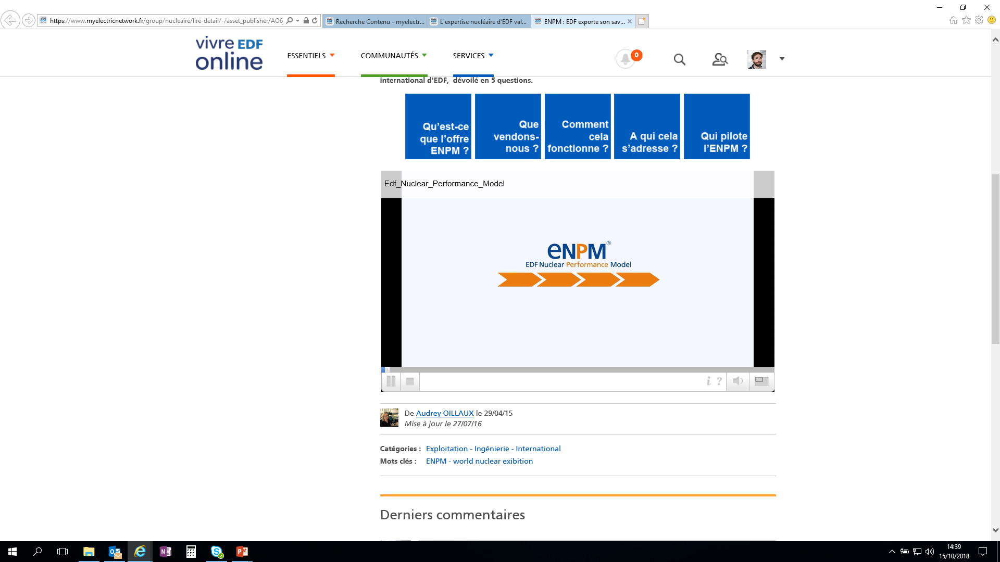 https://www.myelectricnetwork.fr/group/nucleaire/lire-detail/-/asset_publisher/AO6
Recherche Contenu - myelectr...
L'expertise nucléaire d'EDF val...
ENPM : EDF exporte son sav...
vivre EDF
online
ESSENTIELS
COMMUNAUTÉS
SERVICES
0
international d'EDF, dévoilé en 5 questions.
Qu'est-ce
que l'offre
ENPM ?
Que
vendons-
nous ?
Comment
cela
fonctionne ?
A qui cela
s'adresse ?
Qui pilote
l'ENPM ?
Edf_Nuclear_Performance_Model
eNPM®
EDF Nuclear Performance Model
i ?
De Audrey OILLAUX le 29/04/15
Mise à jour le 27/07/16
Catégories : Exploitation - Ingénierie - International
Mots clés : ENPM - world nuclear exibition
Derniers commentaires
14:39
15/10/2018